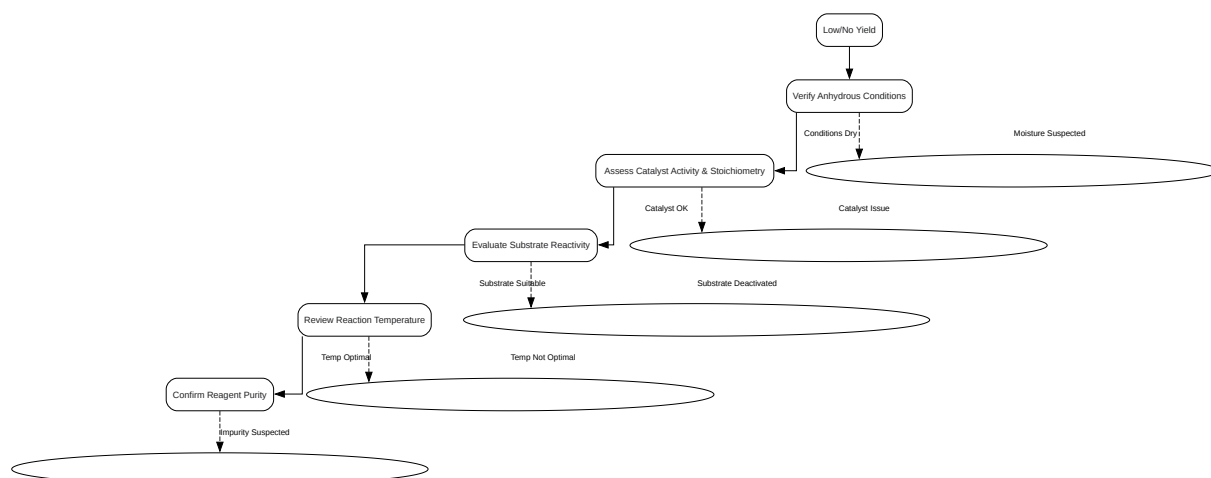 Low/No Yield
Verify Anhydrous Conditions
Conditions Dry
Moisture Suspected
Assess Catalyst Activity & Stoichiometry
Catalyst OK
Catalyst Issue
Evaluate Substrate Reactivity
Substrate Suitable
Substrate Deactivated
Review Reaction Temperature
Temp Optimal
Temp Not Optimal
Confirm Reagent Purity
Impurity Suspected